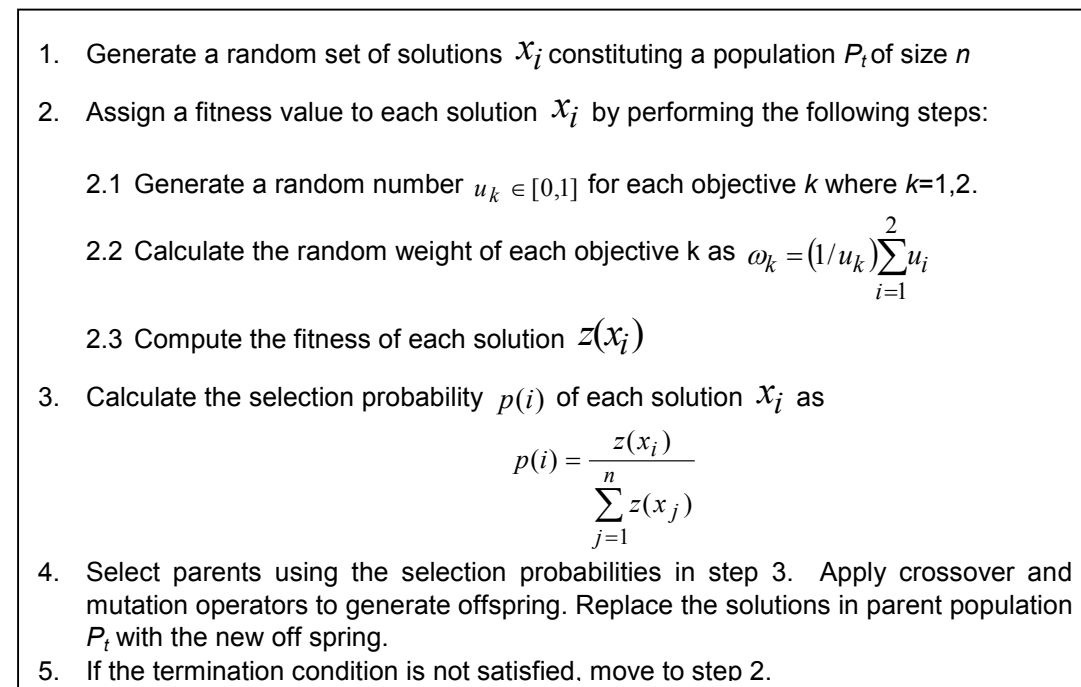 1. Generate a random set of solutions x_i constituting a population P_t of size n
2. Assign a fitness value to each solution x_i by performing the following steps:
2.1 Generate a random number u_k ∈ [0,1] for each objective k where k=1,2.
2.2 Calculate the random weight of each objective k as ω_k = (1/u_k) ∑_{i=1}^{2} u_i
2.3 Compute the fitness of each solution z(x_i)
3. Calculate the selection probability p(i) of each solution x_i as
p(i) = z(x_i) / ∑_{j=1}^{n} z(x_j)
4. Select parents using the selection probabilities in step 3. Apply crossover and
mutation operators to generate offspring. Replace the solutions in parent population
P_t with the new off spring.
5. If the termination condition is not satisfied, move to step 2.